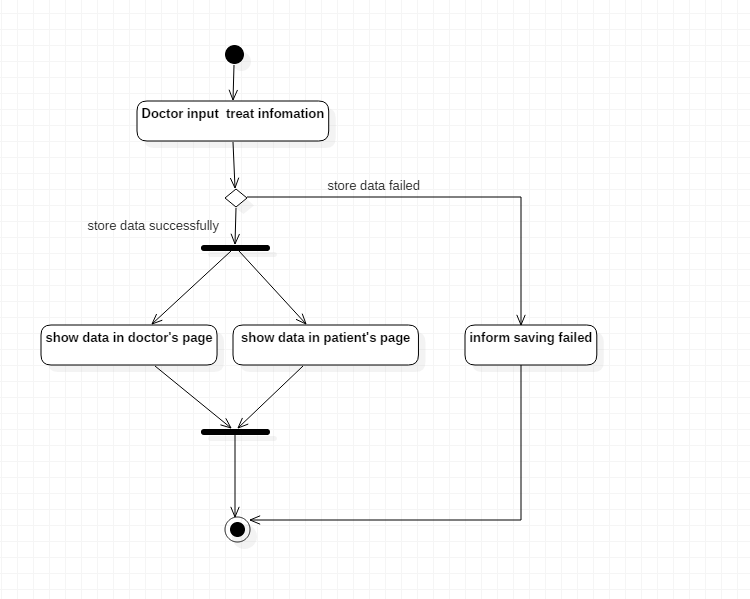 Doctor input  treat infomation
store data failed
store data successfully
show data in doctor's page
show data in patient's page
inform saving failed